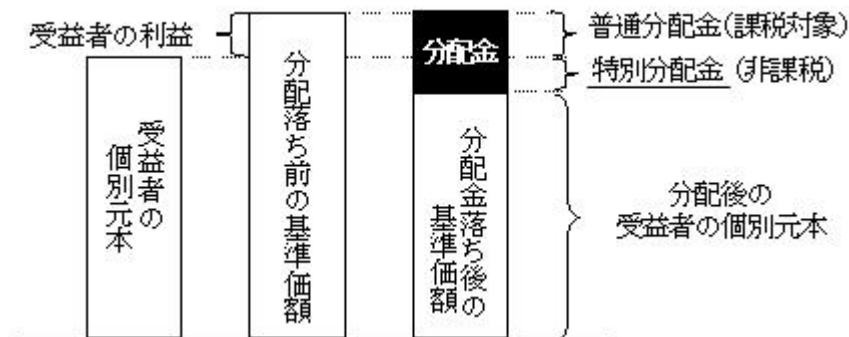 受益者の利益
受益者の
個別元本
分配落ち前の基準価額
分配金
分配金落ち後の
基準価額
普通分配金(課税対象)
特別分配金 (非課税)
分配後の
受益者の個別元本